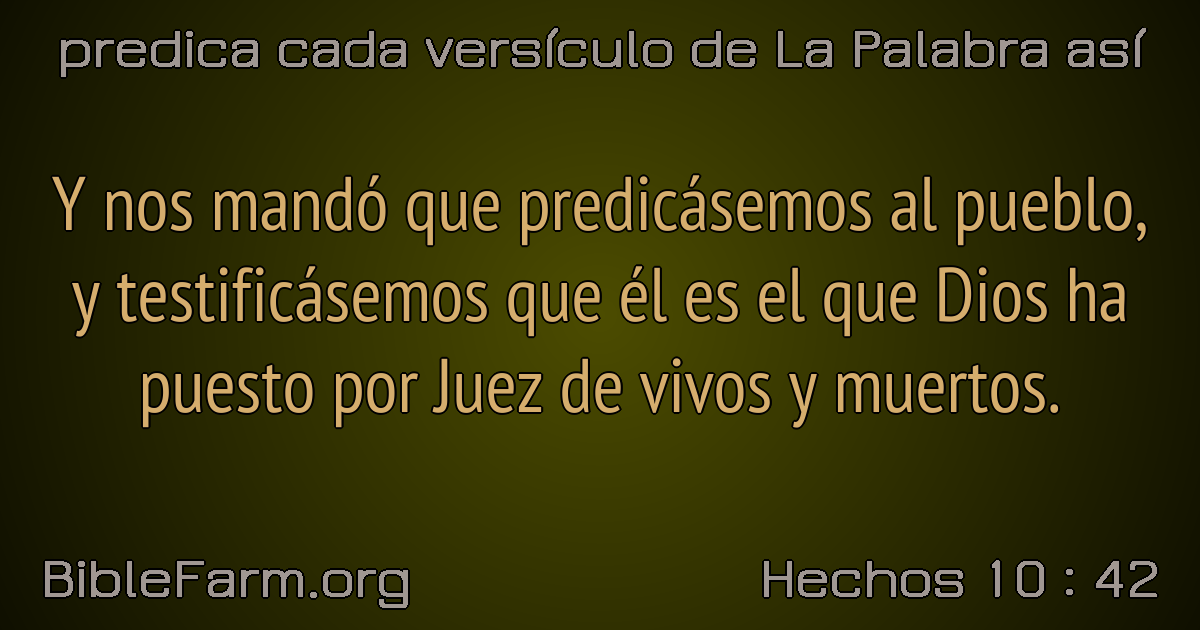 predica cada versículo de La Palabra así
Y nos mandó que predicásemos al pueblo,
y testificásemos que él es el que Dios ha
puesto por Juez de vivos y muertos.
BibleFarm.org
Hechos 10 : 42